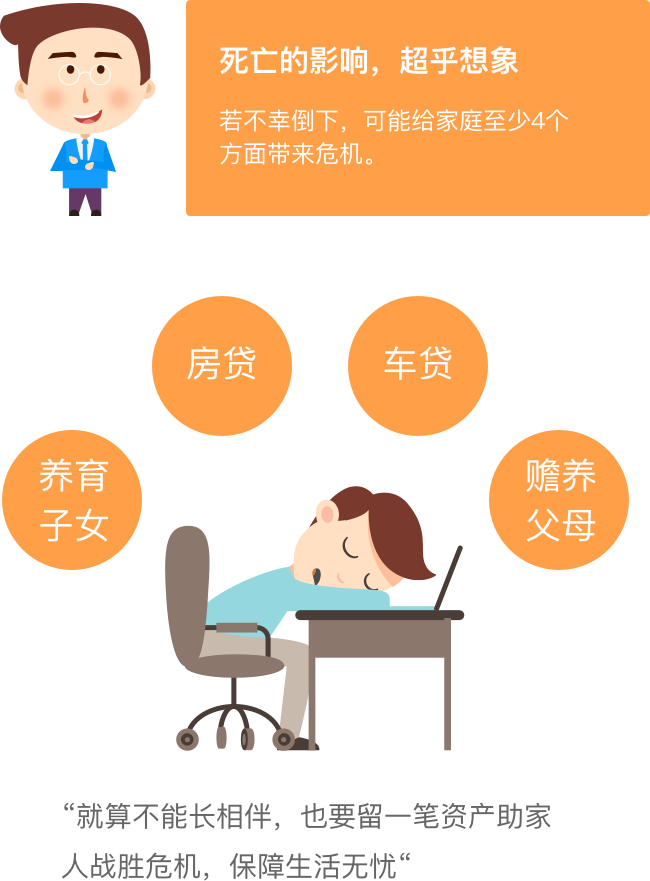 死亡的影响，超乎想象
若不幸倒下，可能给家庭至少4个
方面带来危机。
房贷
车贷
养育
子女
赡养
父母
“就算不能长相伴，也要留一笔资产助家
人战胜危机，保障生活无忧“